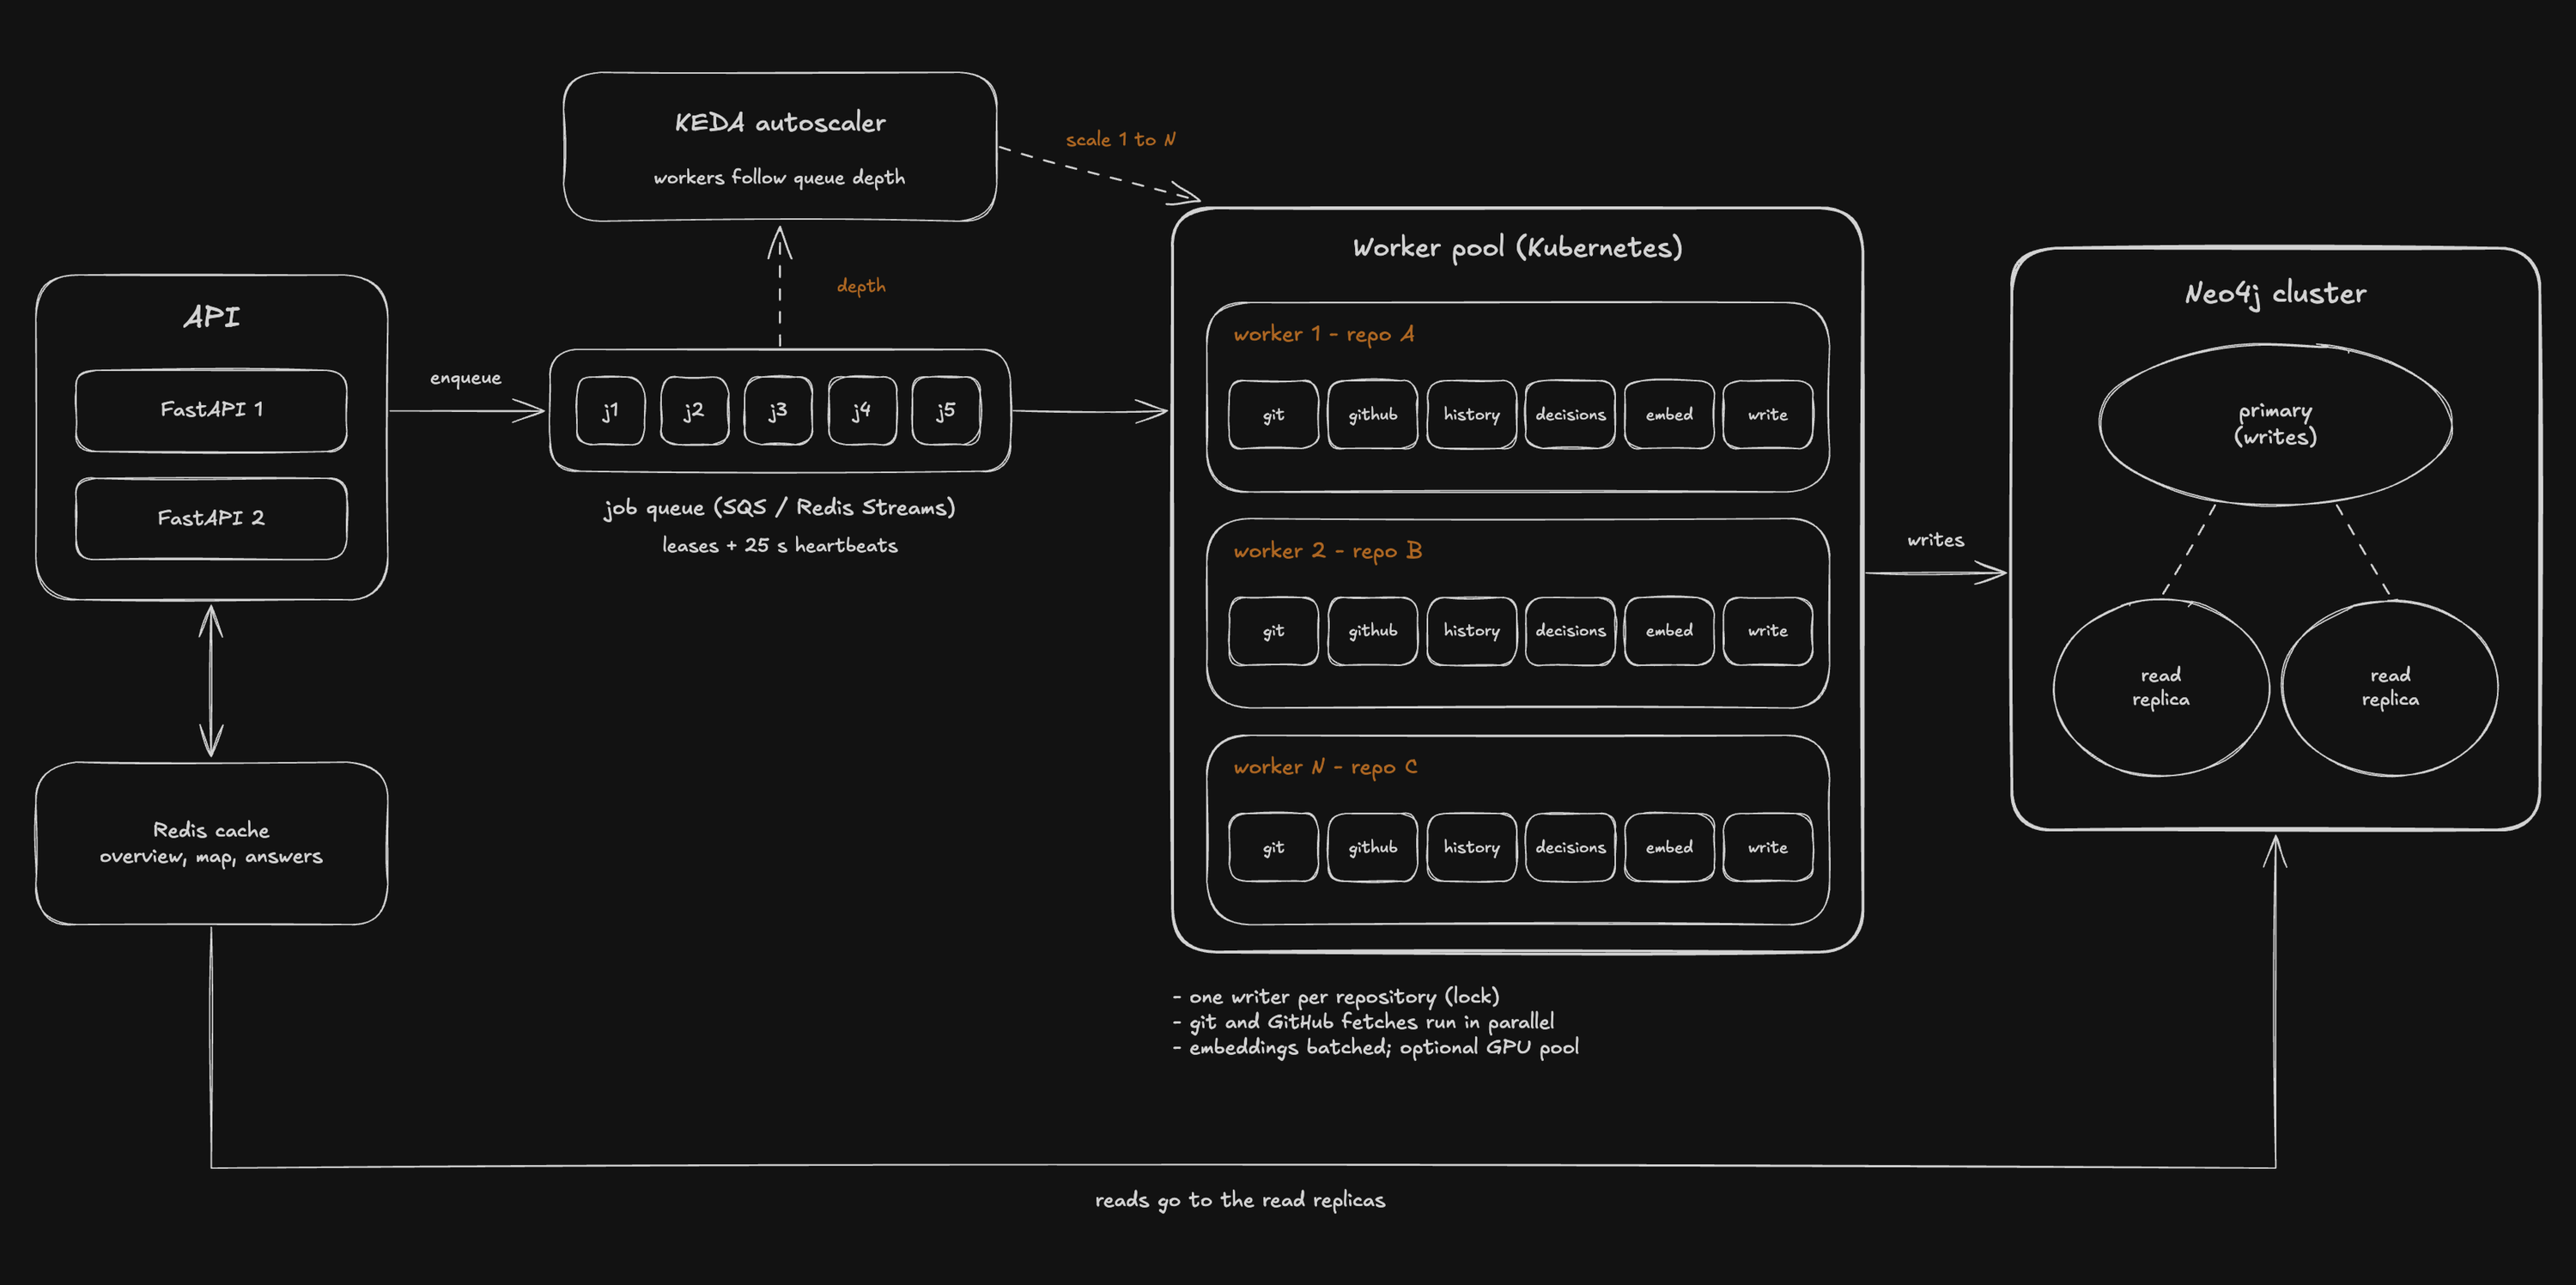 KEDA autoscaler
workers follow queue depth
scale 1 to N
depth
API
FastAPI 1
FastAPI 2
enqueue
j1
j2
j3
j4
j5
job queue (SQS / Redis Streams)
leases + 25 s heartbeats
Redis cache
overview, map, answers
Worker pool (Kubernetes)
worker 1 - repo A
git
github
history
decisions
embed
write
worker 2 - repo B
git
github
history
decisions
embed
write
worker N - repo C
git
github
history
decisions
embed
write
- one writer per repository (lock)
- git and GitHub fetches run in parallel
- embeddings batched; optional GPU pool
writes
Neo4j cluster
primary
(writes)
read
replica
read
replica
reads go to the read replicas